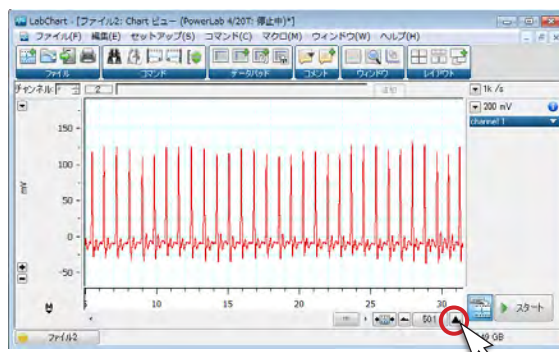 LabChart - [ファイル2: Chart ビュー (PowerLab 4/20T: 停止中)*]
ファイル(F) 編集(E) セットアップ(S) コマンド(C) マクロ(M) ウィンドウ(W) ヘルプ(H)
ファイル コマンド データパッド コメント ウィンドウ レイアウト
チャンネル: 2 追加 1k /s
200 mV
channel 1
150
100
50
0
-50
mV
10 15 20 25 30
50:1 スタート
ファイル2 GB